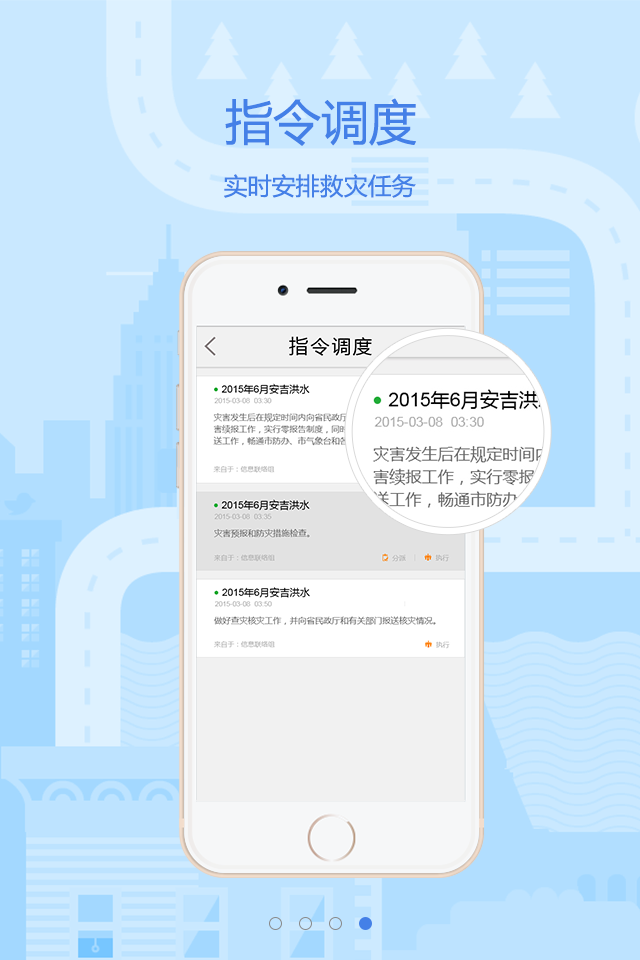 指令调度
实时安排救灾任务
指令调度
2015年6月安吉洪水
2015-03-08 03:30
灾害发生后在规定时间内向省民政厅
害续报工作，实行零报告制度，同时
送工作，畅通市防办、市气象台和各
来自于：信息联络组
2015年6月安吉洪
2015-03-08 03:30
灾害发生后在规定时间内
害续报工作，实行零报
送工作，畅通市防办
2015年6月安吉洪水
2015-03-08 03:35
灾害预报和防灾措施检查。
来自于：信息联络组 分派 执行
2015年6月安吉洪水
2015-03-08 03:50
做好查灾核灾工作，并向省民政厅和有关部门报送核灾情况。
来自于：信息联络组 执行